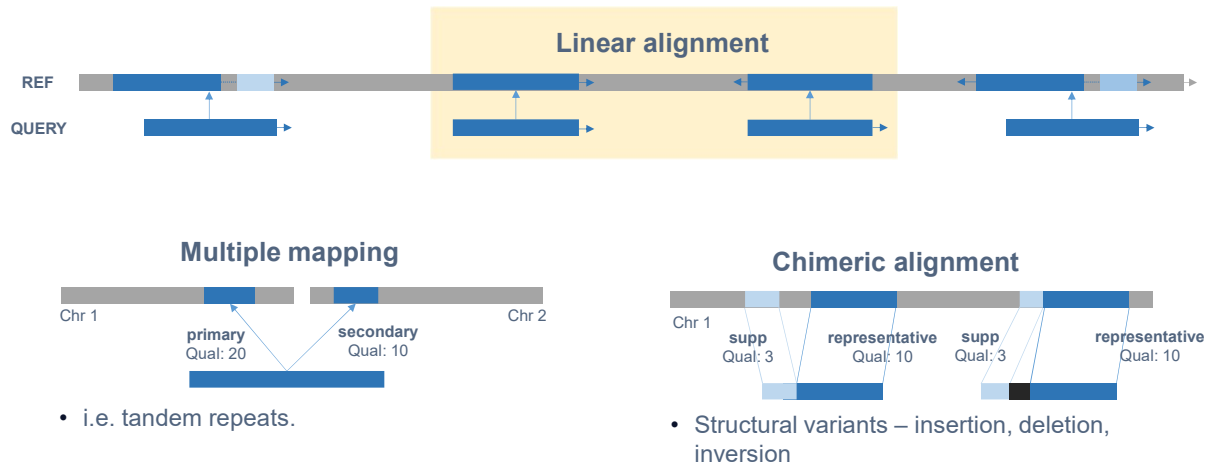 Linear alignment
REF
QUERY
Multiple mapping
Chr 1
Chr 2
primary
Qual: 20
secondary
Qual: 10
• i.e. tandem repeats.
Chimeric alignment
Chr 1
supp
Qual: 3
representative
Qual: 10
supp
Qual: 3
representative
Qual: 10
• Structural variants – insertion, deletion,
inversion